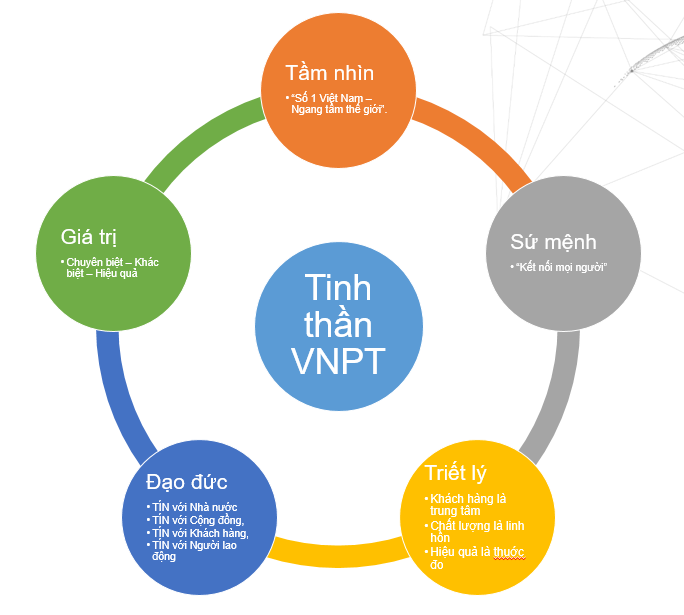 Tầm nhìn
• “Số 1 Việt Nam –
Ngang tầm thế giới”.
Sứ mệnh
• “Kết nối mọi người”
Triết lý
• Khách hàng là
trung tâm
• Chất lượng là linh
hồn
• Hiệu quả là thước
đo
Đạo đức
• TÍN với Nhà nước
• TÍN với Cộng đồng,
• TÍN với Khách hàng,
• TÍN với Người lao
động
Giá trị
• Chuyên biệt – Khác
biệt – Hiệu quả
Tinh
thần
VNPT